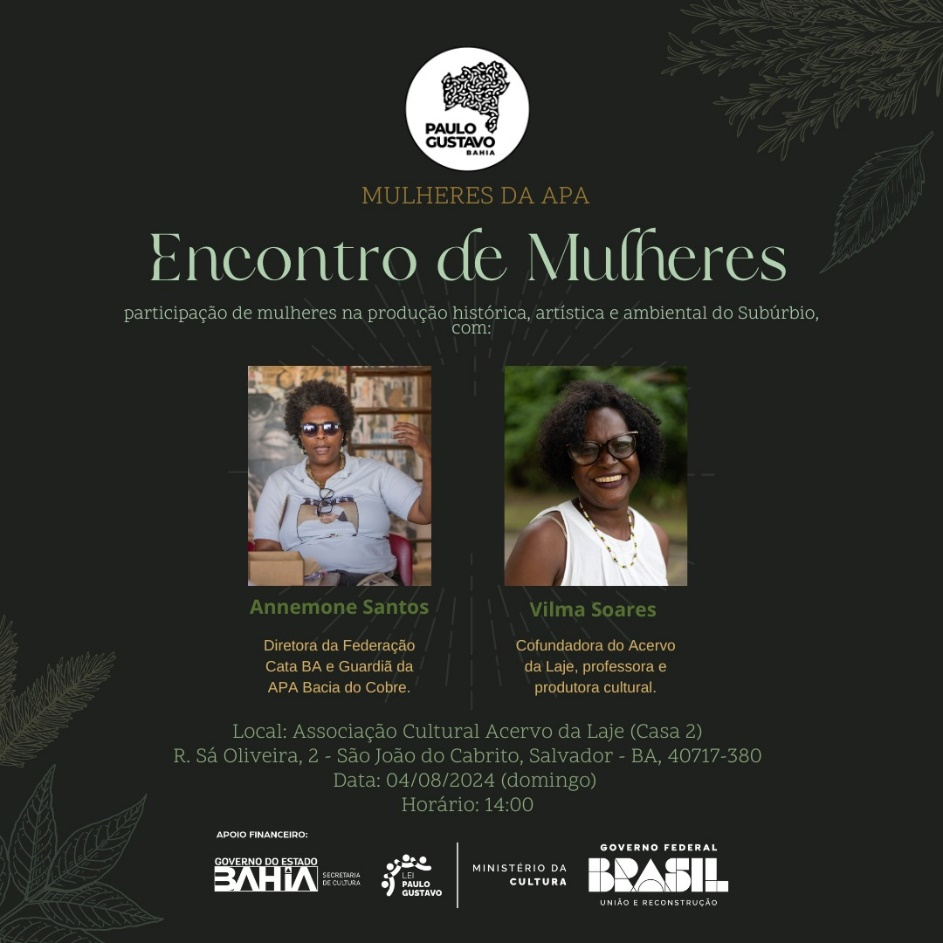 PAULO
GUSTAVO
BAHIA
MULHERES DA APA
Encontro de Mulheres
participação de mulheres na produção histórica, artística e ambiental do Subúrbio,
com:
Annemone Santos
Diretora da Federação
Cata BA e Guardiã da
APA Bacia do Cobre.
Vilma Soares
Cofundadora do Acervo
da Laje, professora e
produtora cultural.
Local: Associação Cultural Acervo da Laje (Casa 2)
R. Sá Oliveira, 2 - São João do Cabrito, Salvador - BA, 40717-380
Data: 04/08/2024 (domingo)
Horário: 14:00
APOIO FINANCEIRO:
GOVERNO DO ESTADO
BAHIA
SECRETARIA
DE CULTURA
LEI
PAULO
GUSTAVO
MINISTÉRIO DA
CULTURA
GOVERNO FEDERAL
BRASIL
UNIÃO E RECONSTRUÇÃO